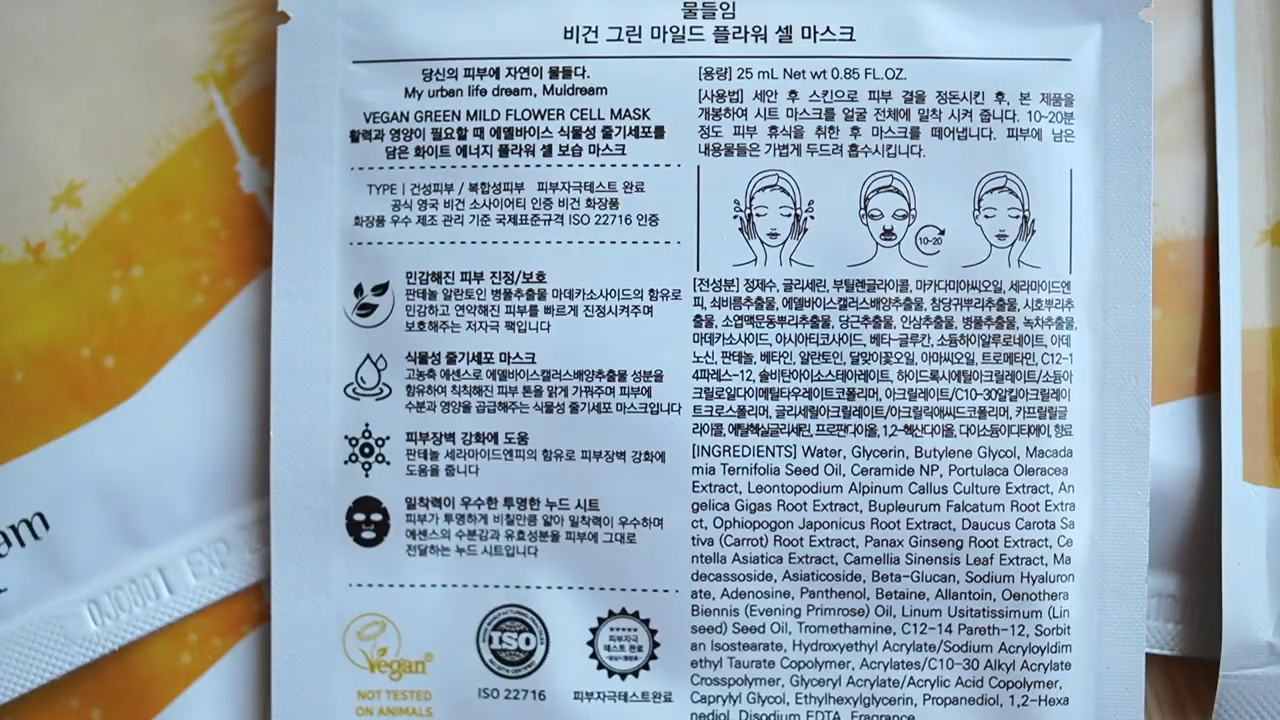 물들임
비건 그린 마일드 플라워 셀 마스크
당신의 피부에 자연이 물들다.
My urban life dream, Muldream
VEGAN GREEN MILD FLOWER CELL MASK
활력과 영양이 필요할 때 에델바이스 식물성 줄기세포를
담은 화이트 에너지 플라워 셀 보습 마스크
TYPE | 건성피부 / 복합성피부 피부자극테스트 완료
공식 영국 비건 소사이어티 인증 비건 화장품
화장품 우수 제조 관리 기준 국제표준규격 ISO 22716 인증
민감해진 피부 진정/보호
판테놀 알란토인 병풀추출물 마데카소사이드의 함유로
민감하고 연약해진 피부를 빠르게 진정시켜주며
보호해주는 저자극 팩입니다
식물성 줄기세포 마스크
고농축 에센스로 에델바이스캘러스배양추출물 성분을
함유하여 칙칙해진 피부 톤을 맑게 가꿔주며 피부에
수분과 영양을 공급해주는 식물성 줄기세포 마스크입니다
피부장벽 강화에 도움
판테놀 세라마이드엔피의 함유로 피부장벽 강화에
도움을 줍니다
밀착력이 우수한 투명한 누드 시트
피부가 투명하게 비칠만큼 얇아 밀착력이 우수하며
에센스의 수분감과 유효성분을 피부에 그대로
전달하는 누드 시트입니다
Vegan
NOT TESTED
ON ANIMALS
ISO
ISO 22716
피부자극
테스트 완료
피부자극테스트완료
[용량] 25 mL Net wt 0.85 FL.OZ.
[사용법] 세안 후 스킨으로 피부 결을 정돈시킨 후, 본 제품을
개봉하여 시트 마스크를 얼굴 전체에 밀착 시켜 줍니다. 10~20분
정도 피부 휴식을 취한 후 마스크를 떼어냅니다. 피부에 남은
내용물들은 가볍게 두드려 흡수시킵니다.
10~20
[전성분] 정제수, 글리세린, 부틸렌글라이콜, 마카다미아씨오일, 세라마이드엔
피, 쇠비름추출물, 에델바이스캘러스배양추출물, 참당귀뿌리추출물, 시호뿌리추
출물, 소엽맥문동뿌리추출물, 당근추출물, 인삼추출물, 병풀추출물, 녹차추출물,
마데카소사이드, 아시아티코사이드, 베타-글루칸, 소듐하이알루로네이트, 아데
노신, 판테놀, 베타인, 알란토인, 달맞이꽃오일, 아마씨오일, 트로메타민, C12-1
4파레스-12, 솔비탄아이소스테아레이트, 하이드록시에틸아크릴레이트/소듐아
크릴로일다이메틸타우레이트코폴리머, 아크릴레이트/C10-30알킬아크릴레이
트크로스폴리머, 글리세릴아크릴레이트/아크릴릭애씨드코폴리머, 카프릴릴글
라이콜, 에틸헥실글리세린, 프로판다이올, 1,2-헥산다이올, 다이소듐이디티에이, 향료
[INGREDIENTS] Water, Glycerin, Butylene Glycol, Macada
mia Ternifolia Seed Oil, Ceramide NP, Portulaca Oleracea
Extract, Leontopodium Alpinum Callus Culture Extract, An
gelica Gigas Root Extract, Bupleurum Falcatum Root Extra
ct, Ophiopogon Japonicus Root Extract, Daucus Carota Sa
tiva (Carrot) Root Extract, Panax Ginseng Root Extract, Ce
ntella Asiatica Extract, Camellia Sinensis Leaf Extract, Ma
decassoside, Asiaticoside, Beta-Glucan, Sodium Hyaluron
ate, Adenosine, Panthenol, Betaine, Allantoin, Oenothera
Biennis (Evening Primrose) Oil, Linum Usitatissimum (Lin
seed) Seed Oil, Tromethamine, C12-14 Pareth-12, Sorbit
an Isostearate, Hydroxyethyl Acrylate/Sodium Acryloyldim
ethyl Taurate Copolymer, Acrylates/C10-30 Alkyl Acrylate
Crosspolymer, Glyceryl Acrylate/Acrylic Acid Copolymer,
Caprylyl Glycol, Ethylhexylglycerin, Propanediol, 1,2-Hexa
nediol, Disodium EDTA, Fragrance